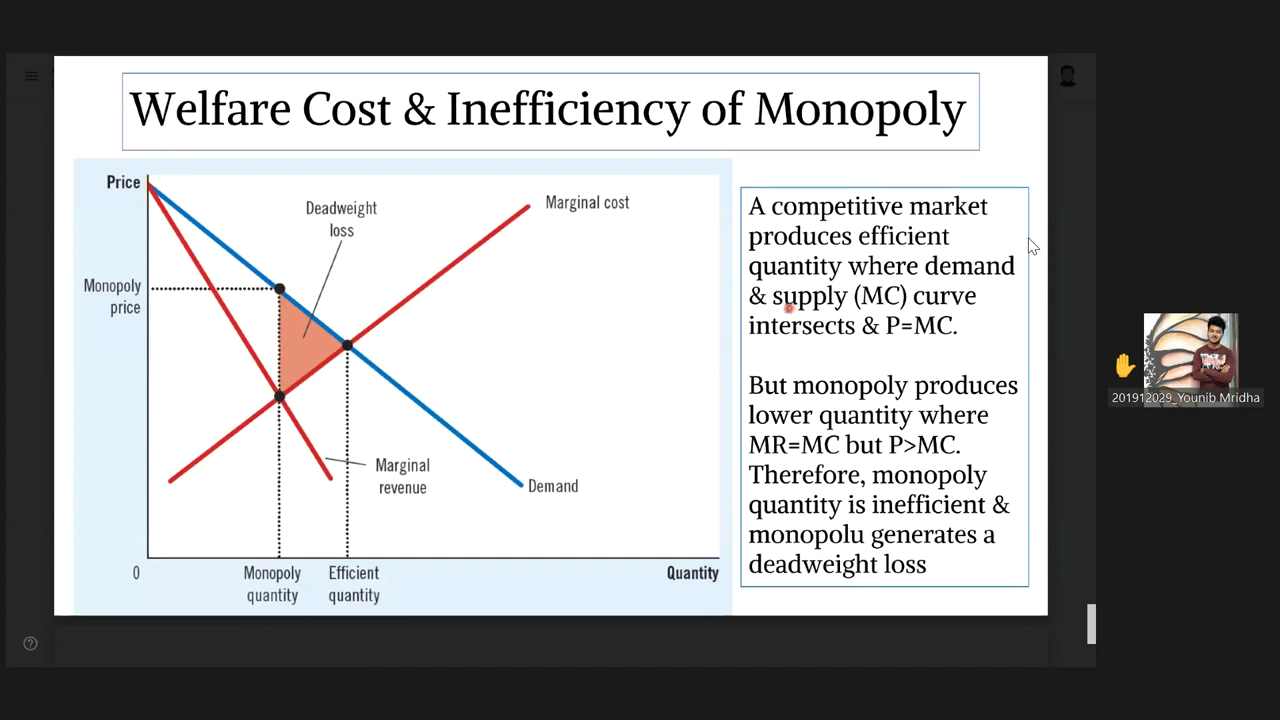 Welfare Cost & Inefficiency of Monopoly
Price
Deadweight
loss
Marginal cost
Monopoly
price
Marginal
revenue
Demand
0
Monopoly
quantity
Efficient
quantity
Quantity
A competitive market
produces efficient
quantity where demand
& supply (MC) curve
intersects & P=MC.
But monopoly produces
lower quantity where
MR=MC but P>MC.
Therefore, monopoly
quantity is inefficient &
monopolu generates a
deadweight loss
201912029_Younib Mridha